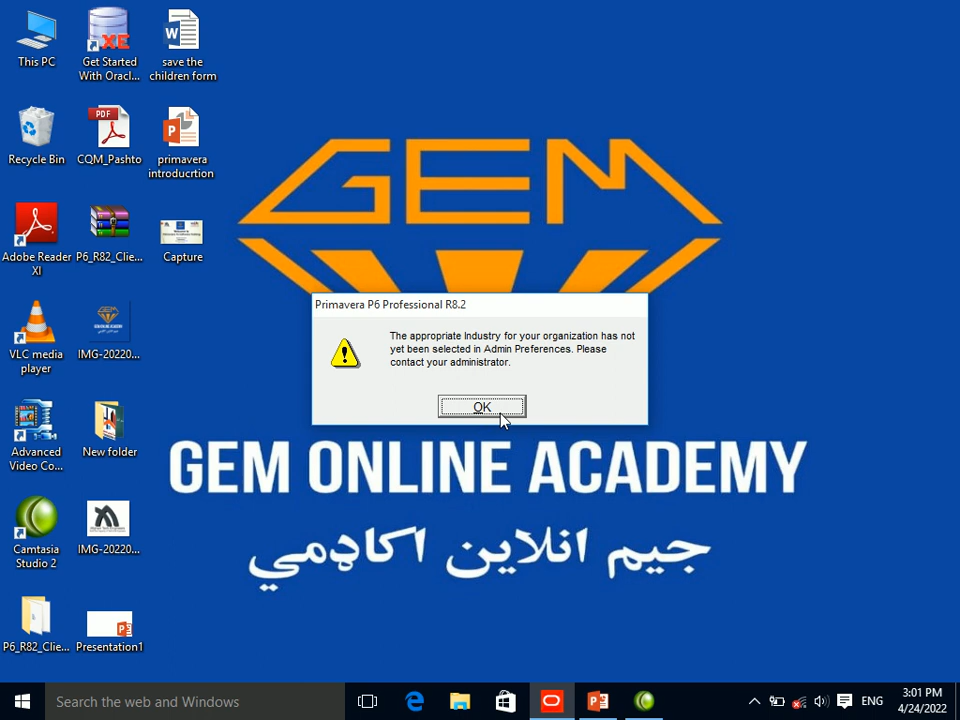 This PC
Get Started
With Oracl...
save the
children form
Recycle Bin
CQM_Pashto
primavera
introducrtion
Adobe Reader
XI
P6_R82_Clie...
Capture
VLC media
player
IMG-20220...
Advanced
Video Co...
New folder
Camtasia
Studio 2
IMG-20220...
P6_R82_Clie...
Presentation1
XE
PDF
GEM
Primavera P6 Professional R8.2
The appropriate Industry for your organization has not
yet been selected in Admin Preferences. Please
contact your administrator.
OK
GEM ONLINE ACADEMY
جيم انلاين اکاډمي
Search the web and Windows
ENG
3:01 PM
4/24/2022